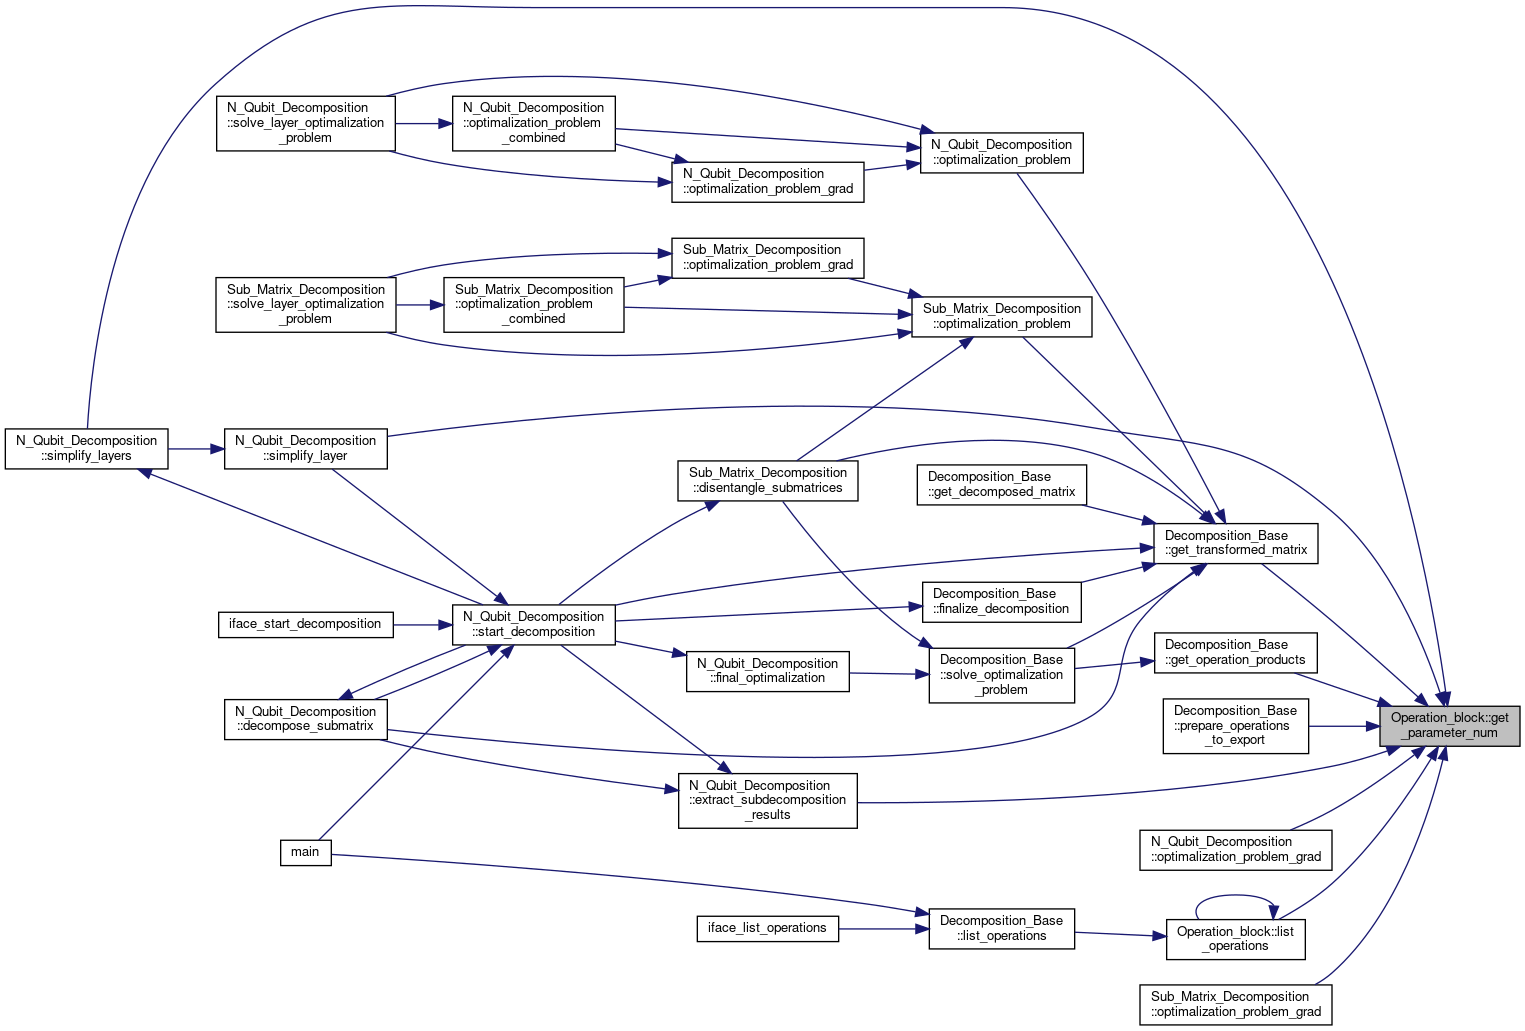 N_Qubit_Decomposition
::solve_layer_optimalization
_problem
N_Qubit_Decomposition
::optimalization_problem
_combined
N_Qubit_Decomposition
::optimalization_problem
N_Qubit_Decomposition
::optimalization_problem_grad
Sub_Matrix_Decomposition
::optimalization_problem_grad
Sub_Matrix_Decomposition
::solve_layer_optimalization
_problem
Sub_Matrix_Decomposition
::optimalization_problem
_combined
Sub_Matrix_Decomposition
::optimalization_problem
N_Qubit_Decomposition
::simplify_layers
N_Qubit_Decomposition
::simplify_layer
Sub_Matrix_Decomposition
::disentangle_submatrices
Decomposition_Base
::get_decomposed_matrix
Decomposition_Base
::get_transformed_matrix
iface_start_decomposition
N_Qubit_Decomposition
::start_decomposition
Decomposition_Base
::finalize_decomposition
N_Qubit_Decomposition
::final_optimalization
Decomposition_Base
::solve_optimalization
_problem
Decomposition_Base
::get_operation_products
N_Qubit_Decomposition
::decompose_submatrix
Decomposition_Base
::prepare_operations
_to_export
Operation_block::get
_parameter_num
N_Qubit_Decomposition
::extract_subdecomposition
_results
main
N_Qubit_Decomposition
::optimalization_problem_grad
iface_list_operations
Decomposition_Base
::list_operations
Operation_block::list
_operations
Sub_Matrix_Decomposition
::optimalization_problem_grad